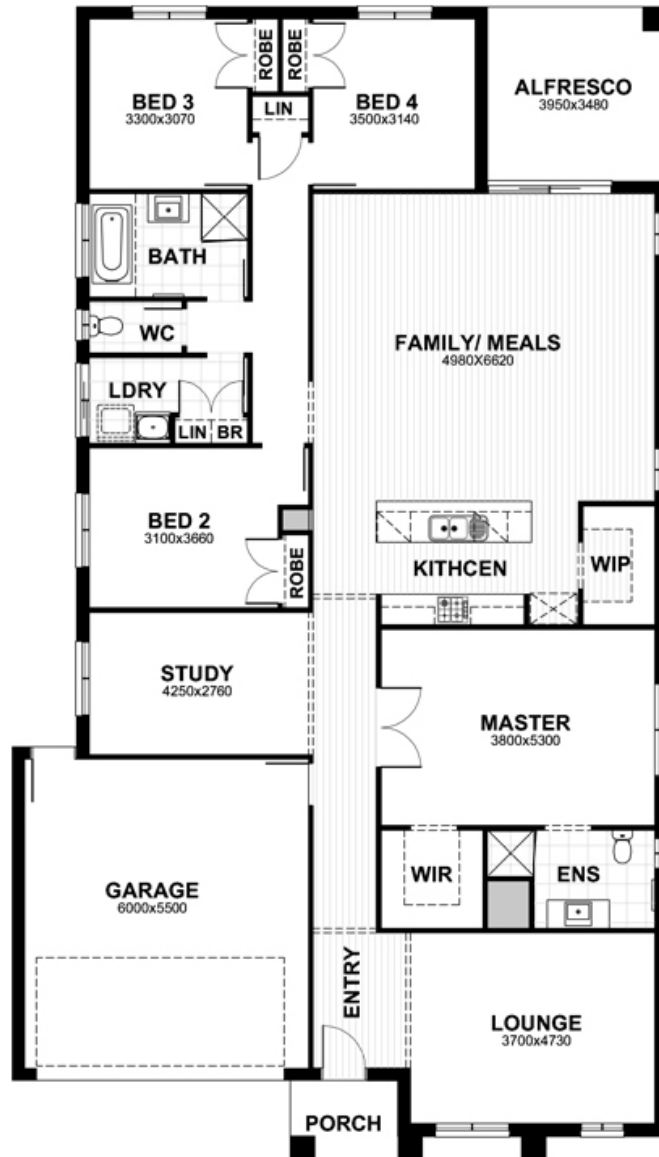 ROBE
ROBE
BED 3
3300x3070
LIN
BED 4
3500x3140
ALFRESCO
3950x3480
BATH
WC
FAMILY/ MEALS
4980X6620
LDRY
LIN
BR
BED 2
3100x3660
ROBE
KITHCEN
WIP
STUDY
4250x2760
MASTER
3800x5300
GARAGE
6000x5500
WIR
ENS
ENTRY
LOUNGE
3700x4730
PORCH